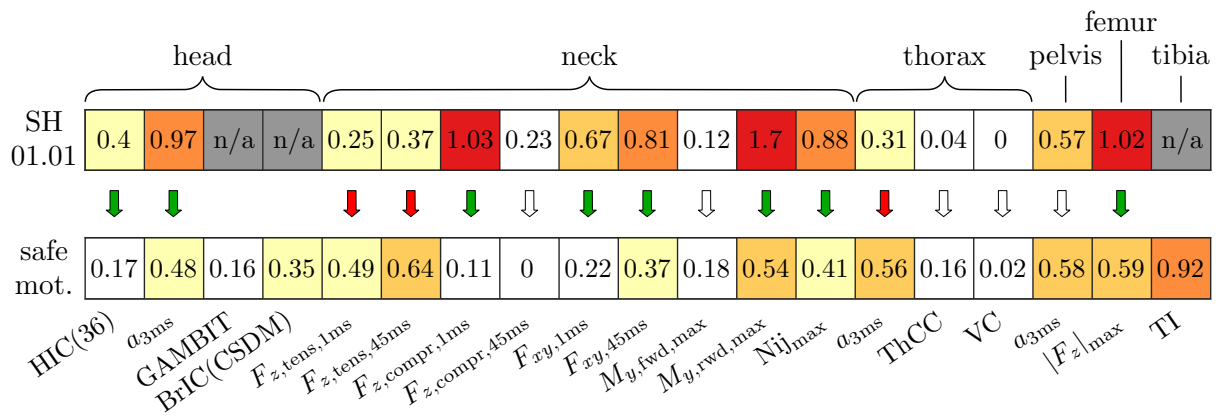 femur
head neck thorax pelvis tibia
SH 01.01 0.4 0.97 n/a n/a 0.25 0.37 1.03 0.23 0.67 0.81 0.12 1.7 0.88 0.31 0.04 0 0.57 1.02 n/a
safe mot. 0.17 0.48 0.16 0.35 0.49 0.64 0.11 0 0.22 0.37 0.18 0.54 0.41 0.56 0.16 0.02 0.58 0.59 0.92
HIC(36)
a3ms
GAMBIT
BrIC(CSDM)
Fz,tens,1ms
Fz,tens,45ms
Fz,compr,1ms
Fz,compr,45ms
Fxy,1ms
Fxy,45ms
My,fwd,max
My,rwd,max
Nijmax
a3ms
ThCC
VC
a3ms
|Fz|max
TI